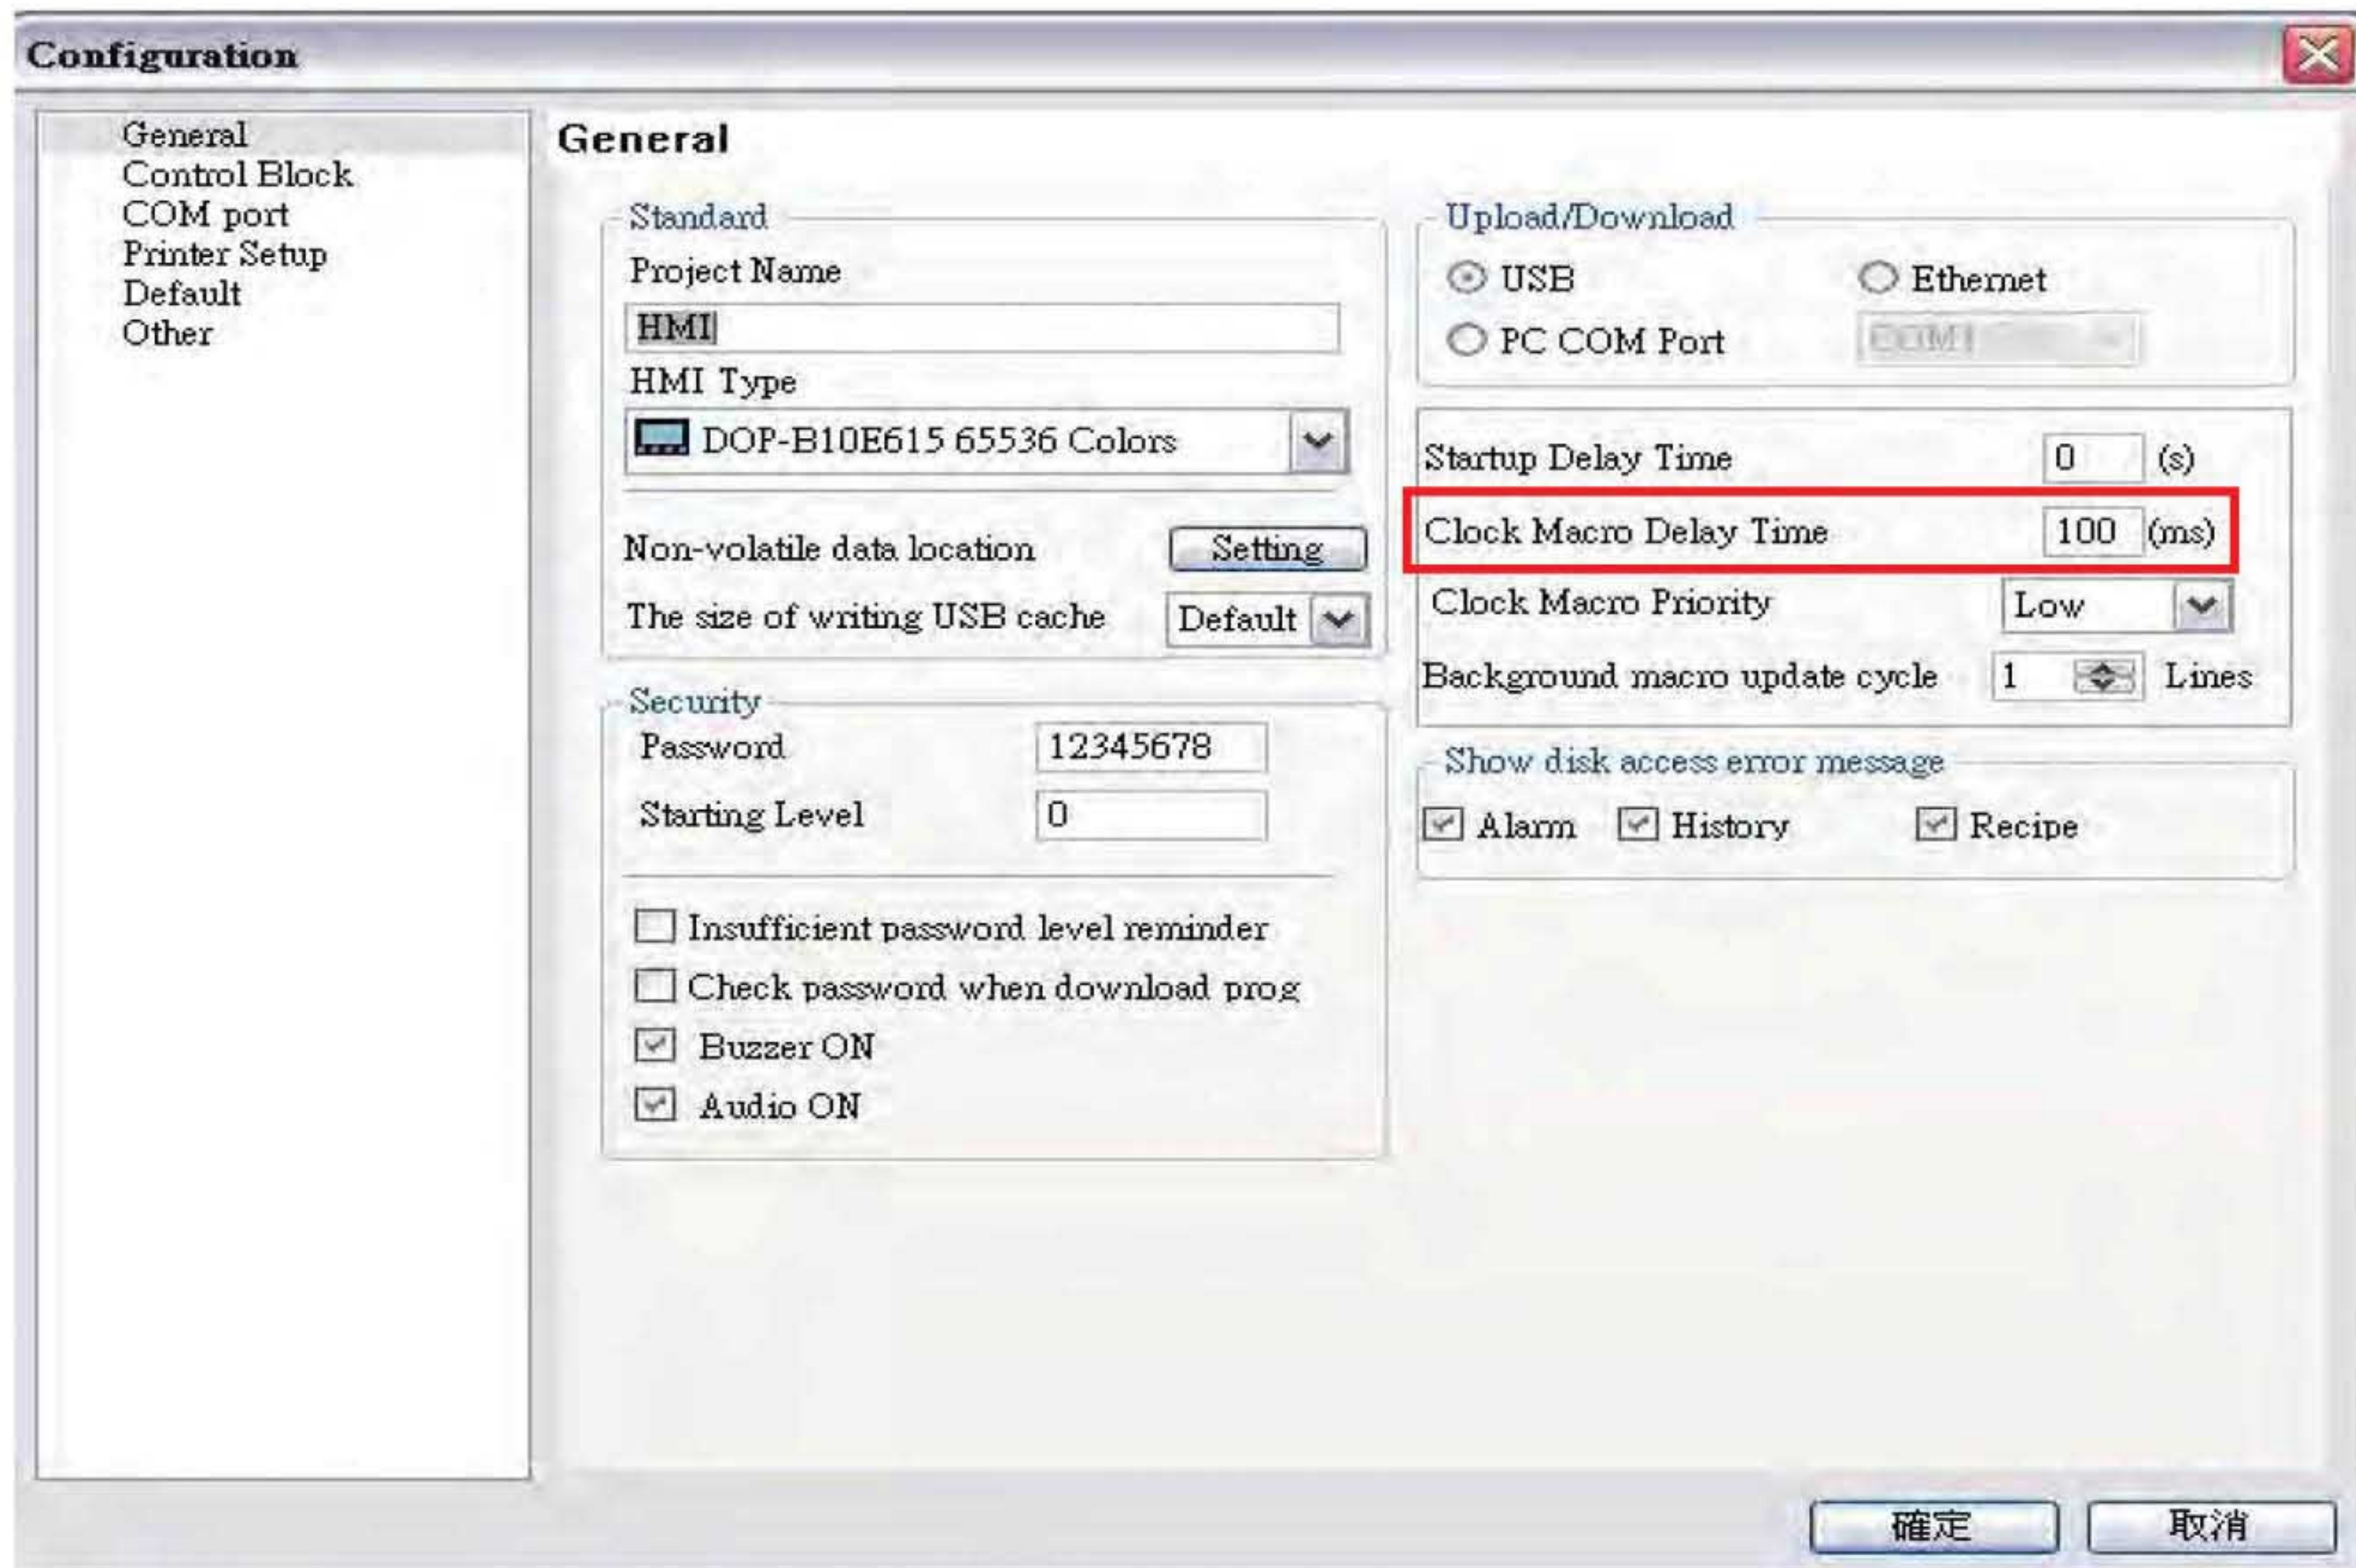 Configuration
General
Control Block
COM port
Printer Setup
Default
Other
General
Standard
Project Name
HMI
HMI Type
DOP-B10E615 65536 Colors
Non-volatile data location Setting
The size of writing USB cache Default
Security
Password 12345678
Starting Level 0
Insufficient password level reminder
Check password when download prog
Buzzer ON
Audio ON
Upload/Download
USB Ethernet
PC COM Port COM1
Startup Delay Time 0 (s)
Clock Macro Delay Time 100 (ms)
Clock Macro Priority Low
Background macro update cycle 1 Lines
Show disk access error message
Alarm History Recipe
確定 取消